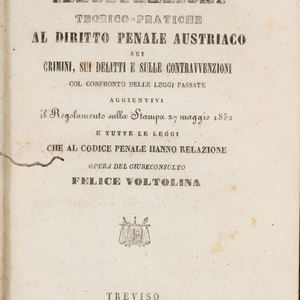 TEORICO-PRATICHE
AL DIRITTO PENALE AUSTRIACO
SUI
CRIMINI, SUI DELITTI E SULLE CONTRAVVENZIONI
COL CONFRONTO DELLE LEGGI PASSATE
AGGIUNTIVI
il Regolamento sulla Stampa 27 maggio 1852
E TUTTE LE LEGGI
CHE AL CODICE PENALE HANNO RELAZIONE
OPERA DEL GIURECONSULTO
FELICE VOLTOLINA
TREVISO